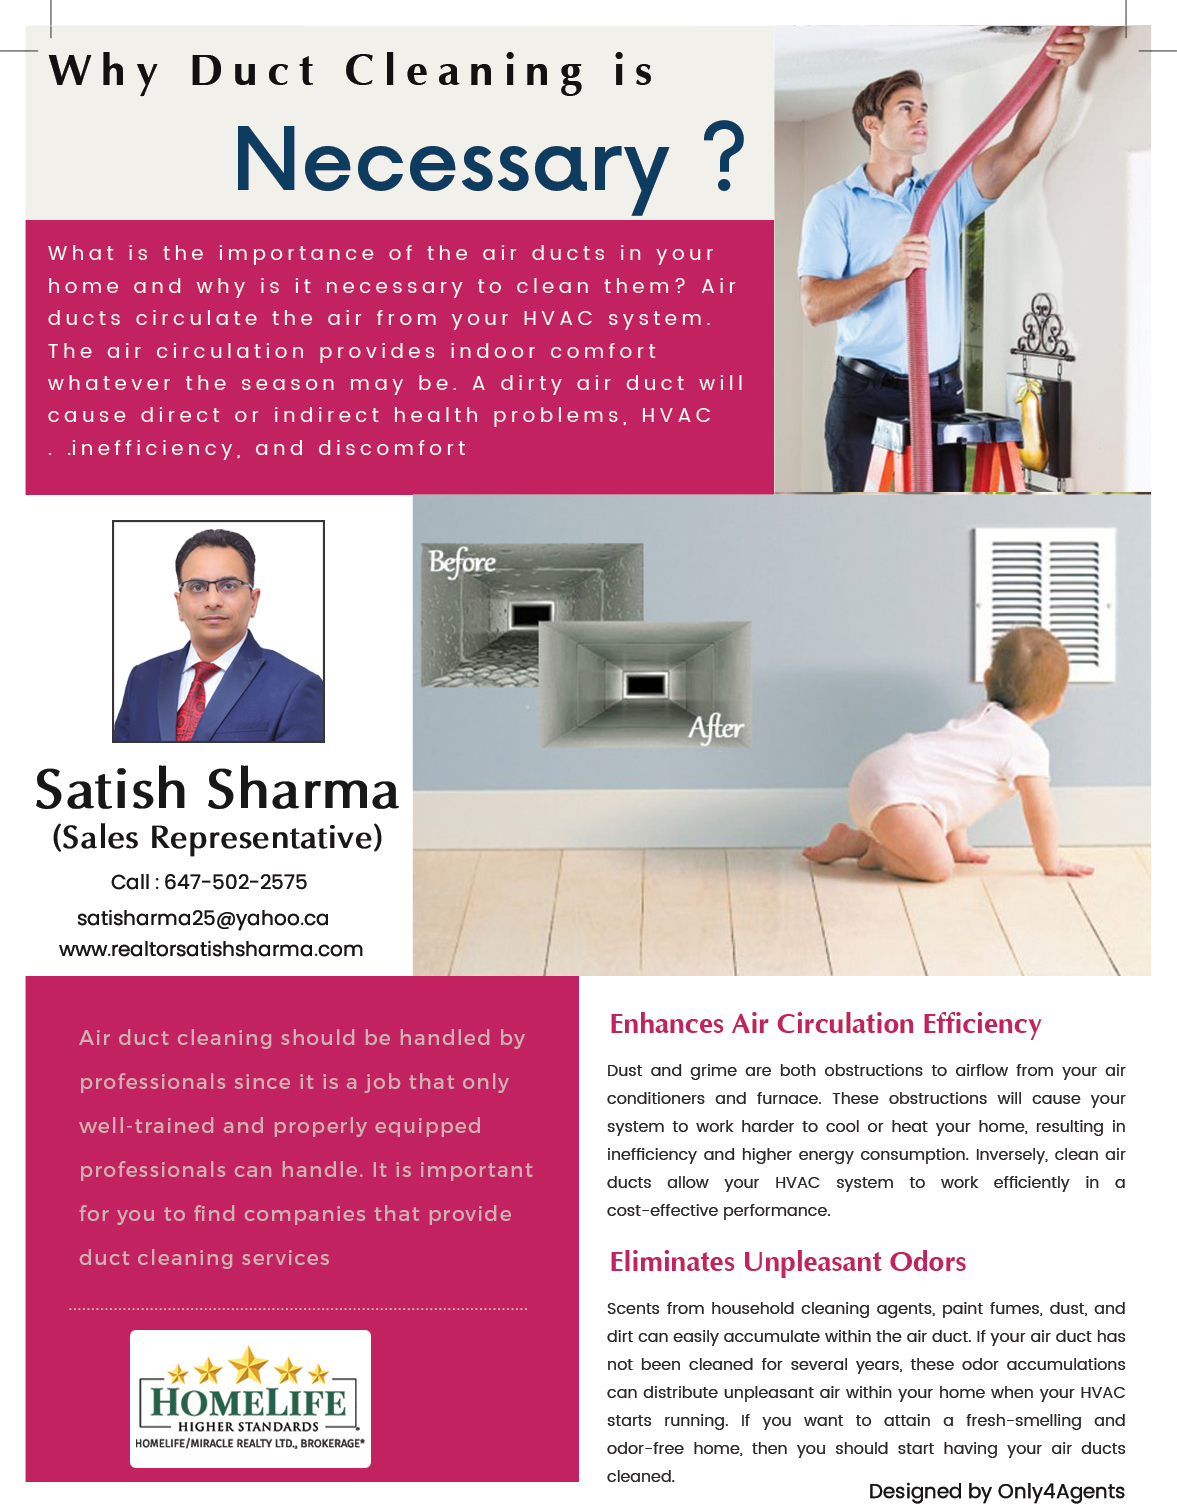 Why Duct Cleaning is
Necessary ?
What is the importance of the air ducts in your
home and why is it necessary to clean them? Air
ducts circulate the air from your HVAC system.
The air circulation provides indoor comfort
whatever the season may be. A dirty air duct will
cause direct or indirect health problems, HVAC
. .inefficiency, and discomfort
Before
After
Satish Sharma
(Sales Representative)
Call : 647-502-2575
satisharma25@yahoo.ca
www.realtorsatishsharma.com
Air duct cleaning should be handled by
professionals since it is a job that only
well-trained and properly equipped
professionals can handle. It is important
for you to find companies that provide
duct cleaning services
HOMELIFE
HIGHER STANDARDS
HOMELIFE/MIRACLE REALTY LTD., BROKERAGE*
Enhances Air Circulation Efficiency
Dust and grime are both obstructions to airflow from your air
conditioners and furnace. These obstructions will cause your
system to work harder to cool or heat your home, resulting in
inefficiency and higher energy consumption. Inversely, clean air
ducts allow your HVAC system to work efficiently in a
cost-effective performance.
Eliminates Unpleasant Odors
Scents from household cleaning agents, paint fumes, dust, and
dirt can easily accumulate within the air duct. If your air duct has
not been cleaned for several years, these odor accumulations
can distribute unpleasant air within your home when your HVAC
starts running. If you want to attain a fresh-smelling and
odor-free home, then you should start having your air ducts
cleaned.
Designed by Only4Agents